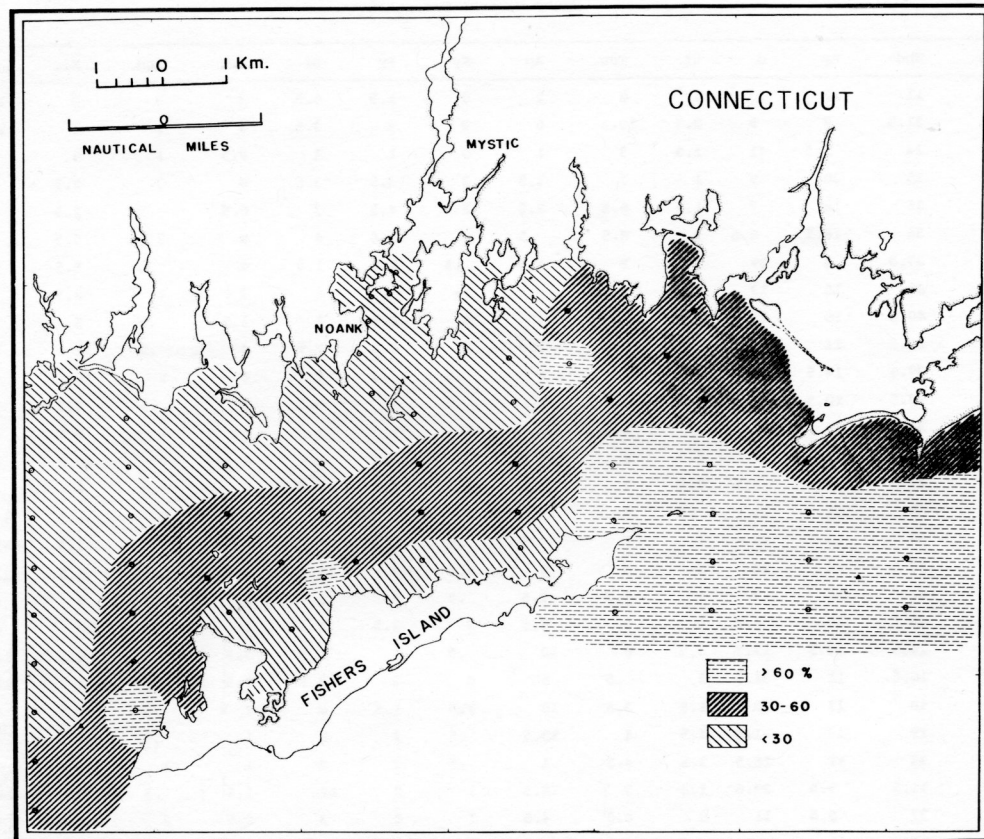 1 0 1 Km.
0
NAUTICAL MILES
CONNECTICUT
MYSTIC
NOANK
FISHERS ISLAND
>60 %
30-60
<30